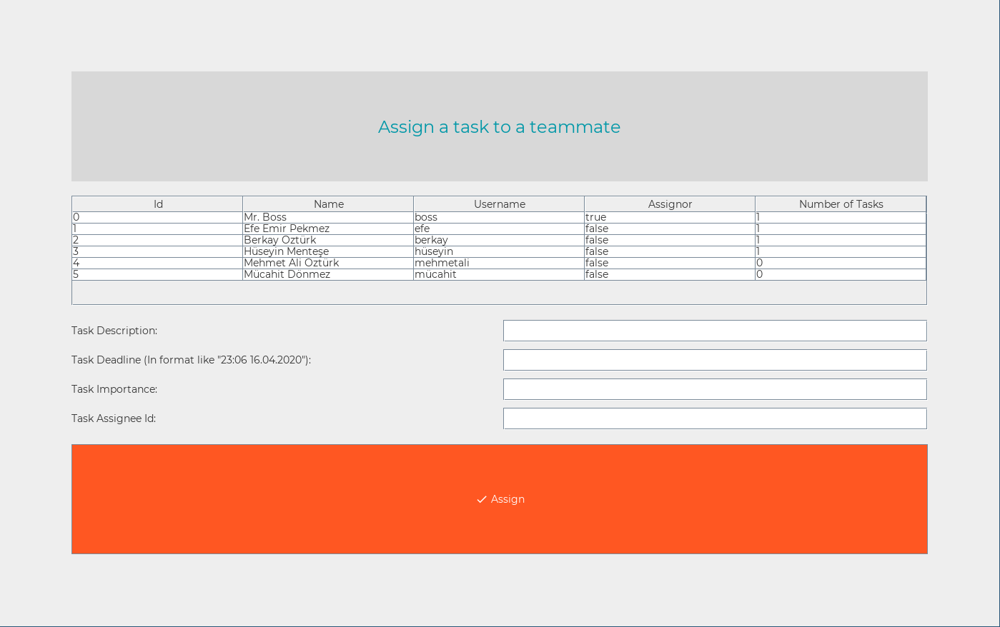 Assign a task to a teammate
Id Name Username Assignor Number of Tasks
0 Mr. Boss boss true 1
1 Efe Emir Pekmez efe false 1
2 Berkay Öztürk berkay false 1
3 Hüseyin Menteşe hüseyin false 1
4 Mehmet Ali Öztürk mehmetali false 0
5 Mücahit Dönmez mücahit false 0
Task Description:
Task Deadline (In format like "23:06 16.04.2020"):
Task Importance:
Task Assignee Id:
Assign